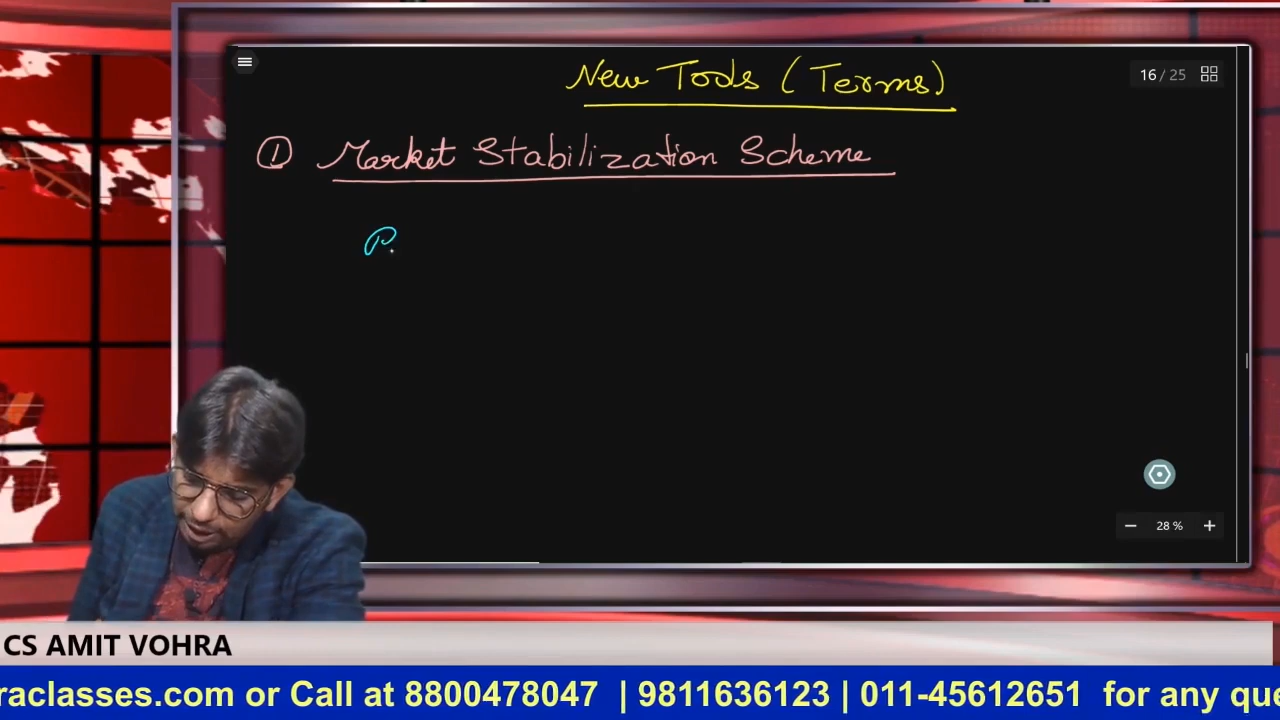 New Tools (Terms)
16 / 25
① Market Stabilization Scheme
28 %
CS AMIT VOHRA
raclasses.com or Call at 8800478047 | 9811636123 | 011-45612651 for any que